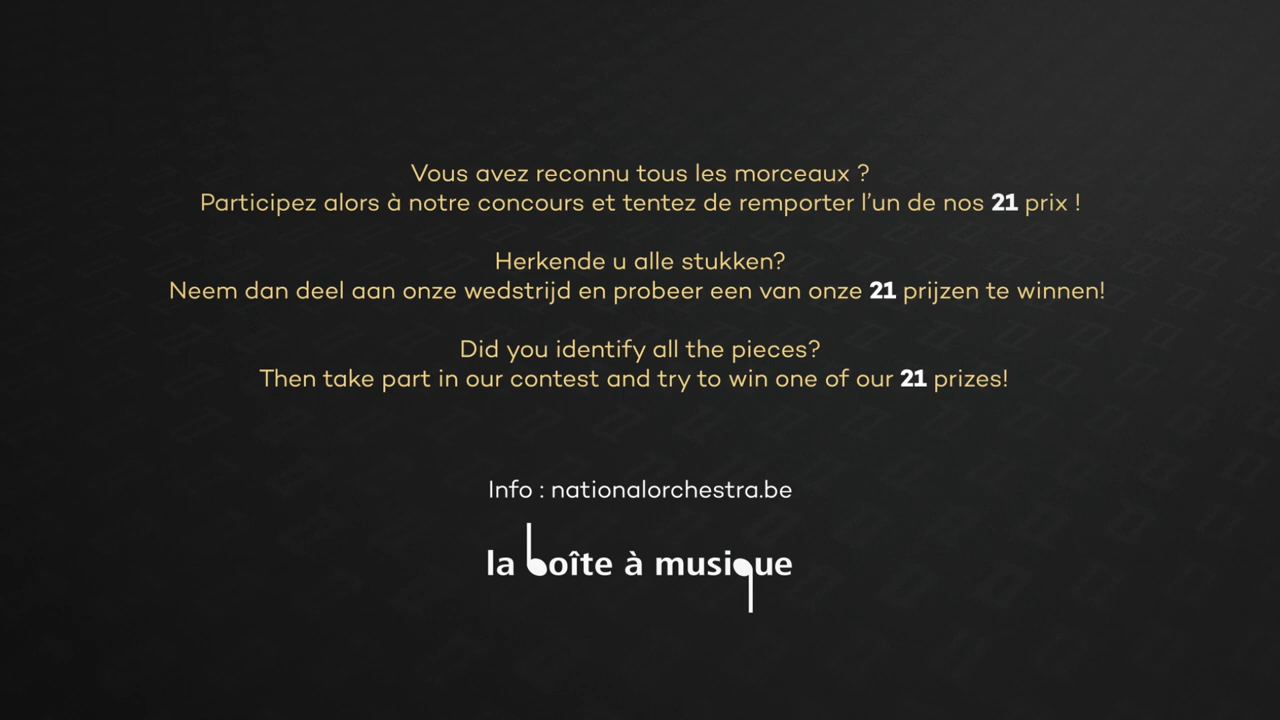 Vous avez reconnu tous les morceaux ?
Participez alors à notre concours et tentez de remporter l’un de nos 21 prix !
Herkende u alle stukken?
Neem dan deel aan onze wedstrijd en probeer een van onze 21 prijzen te winnen!
Did you identify all the pieces?
Then take part in our contest and try to win one of our 21 prizes!
Info : nationalorchestra.be
la boîte à musique